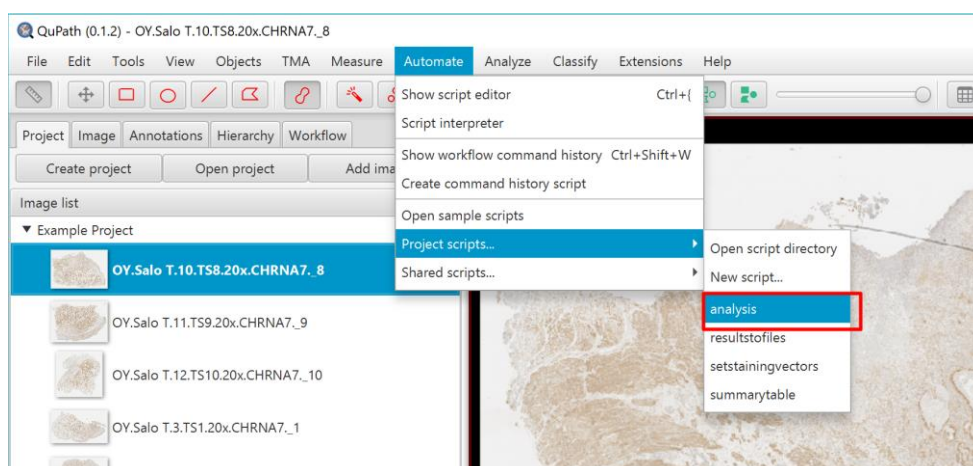 QuPath (0.1.2) - OY.Salo T.10.TS8.20x.CHRNA7._8
File Edit Tools View Objects TMA Measure Automate Analyze Classify Extensions Help
Show script editor Ctrl+{
Script interpreter
Show workflow command history Ctrl+Shift+W
Create command history script
Open sample scripts
Project scripts...
Shared scripts...
Open script directory
New script...
analysis
resultstofiles
setstainingvectors
summarytable
Project Image Annotations Hierarchy Workflow
Create project Open project Add ima
Image list
Example Project
OY.Salo T.10.TS8.20x.CHRNA7._8
OY.Salo T.11.TS9.20x.CHRNA7._9
OY.Salo T.12.TS10.20x.CHRNA7._10
OY.Salo T.3.TS1.20x.CHRNA7._1